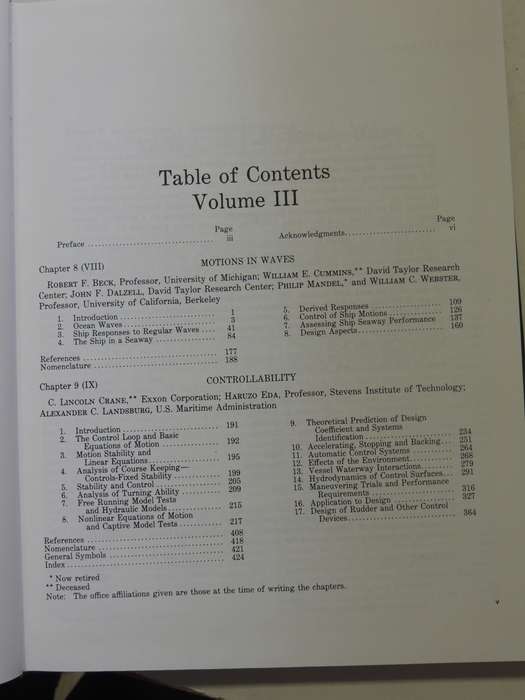 Table of Contents
Volume III
Page
Preface ........ iii
Page
Acknowledgments........ vi
Chapter 8 (VIII) MOTIONS IN WAVES
ROBERT F. BECK, Professor, University of Michigan; WILLIAM E. CUMMINS,** David Taylor Research
Center; JOHN F. DALZELL, David Taylor Research Center; PHILIP MANDEL,* and WILLIAM C. WEBSTER,
Professor, University of California, Berkeley
1. Introduction ........ 1
2. Ocean Waves ........ 3
3. Ship Responses to Regular Waves .... 41
4. The Ship in a Seaway ........ 84
5. Derived Responses ........ 109
6. Control of Ship Motions ........ 126
7. Assessing Ship Seaway Performance 137
8. Design Aspects ........ 160
References ........ 177
Nomenclature ........ 188
Chapter 9 (IX) CONTROLLABILITY
C. LINCOLN CRANE,** Exxon Corporation; HARUZO EDA, Professor, Stevens Institute of Technology;
ALEXANDER C. LANDSBURG, U.S. Maritime Administration
1. Introduction ........ 191
2. The Control Loop and Basic
Equations of Motion ........ 192
3. Motion Stability and
Linear Equations ........ 195
4. Analysis of Course Keeping—
Controls-Fixed Stability ........ 199
5. Stability and Control ........ 205
6. Analysis of Turning Ability ........ 209
7. Free Running Model Tests
and Hydraulic Models ........ 215
8. Nonlinear Equations of Motion
and Captive Model Tests ........ 217
9. Theoretical Prediction of Design
Coefficient and Systems
Identification ........ 234
10. Accelerating, Stopping and Backing.... 251
11. Automatic Control Systems ........ 264
12. Effects of the Environment........ 268
13. Vessel Waterway Interactions........ 279
14. Hydrodynamics of Control Surfaces.... 291
15. Maneuvering Trials and Performance
Requirements ........ 316
16. Application to Design ........ 327
17. Design of Rudder and Other Control
Devices........ 364
References ........ 408
Nomenclature ........ 418
General Symbols ........ 421
Index ........ 424
* Now retired
** Deceased
Note: The office affiliations given are those at the time of writing the chapters.
v